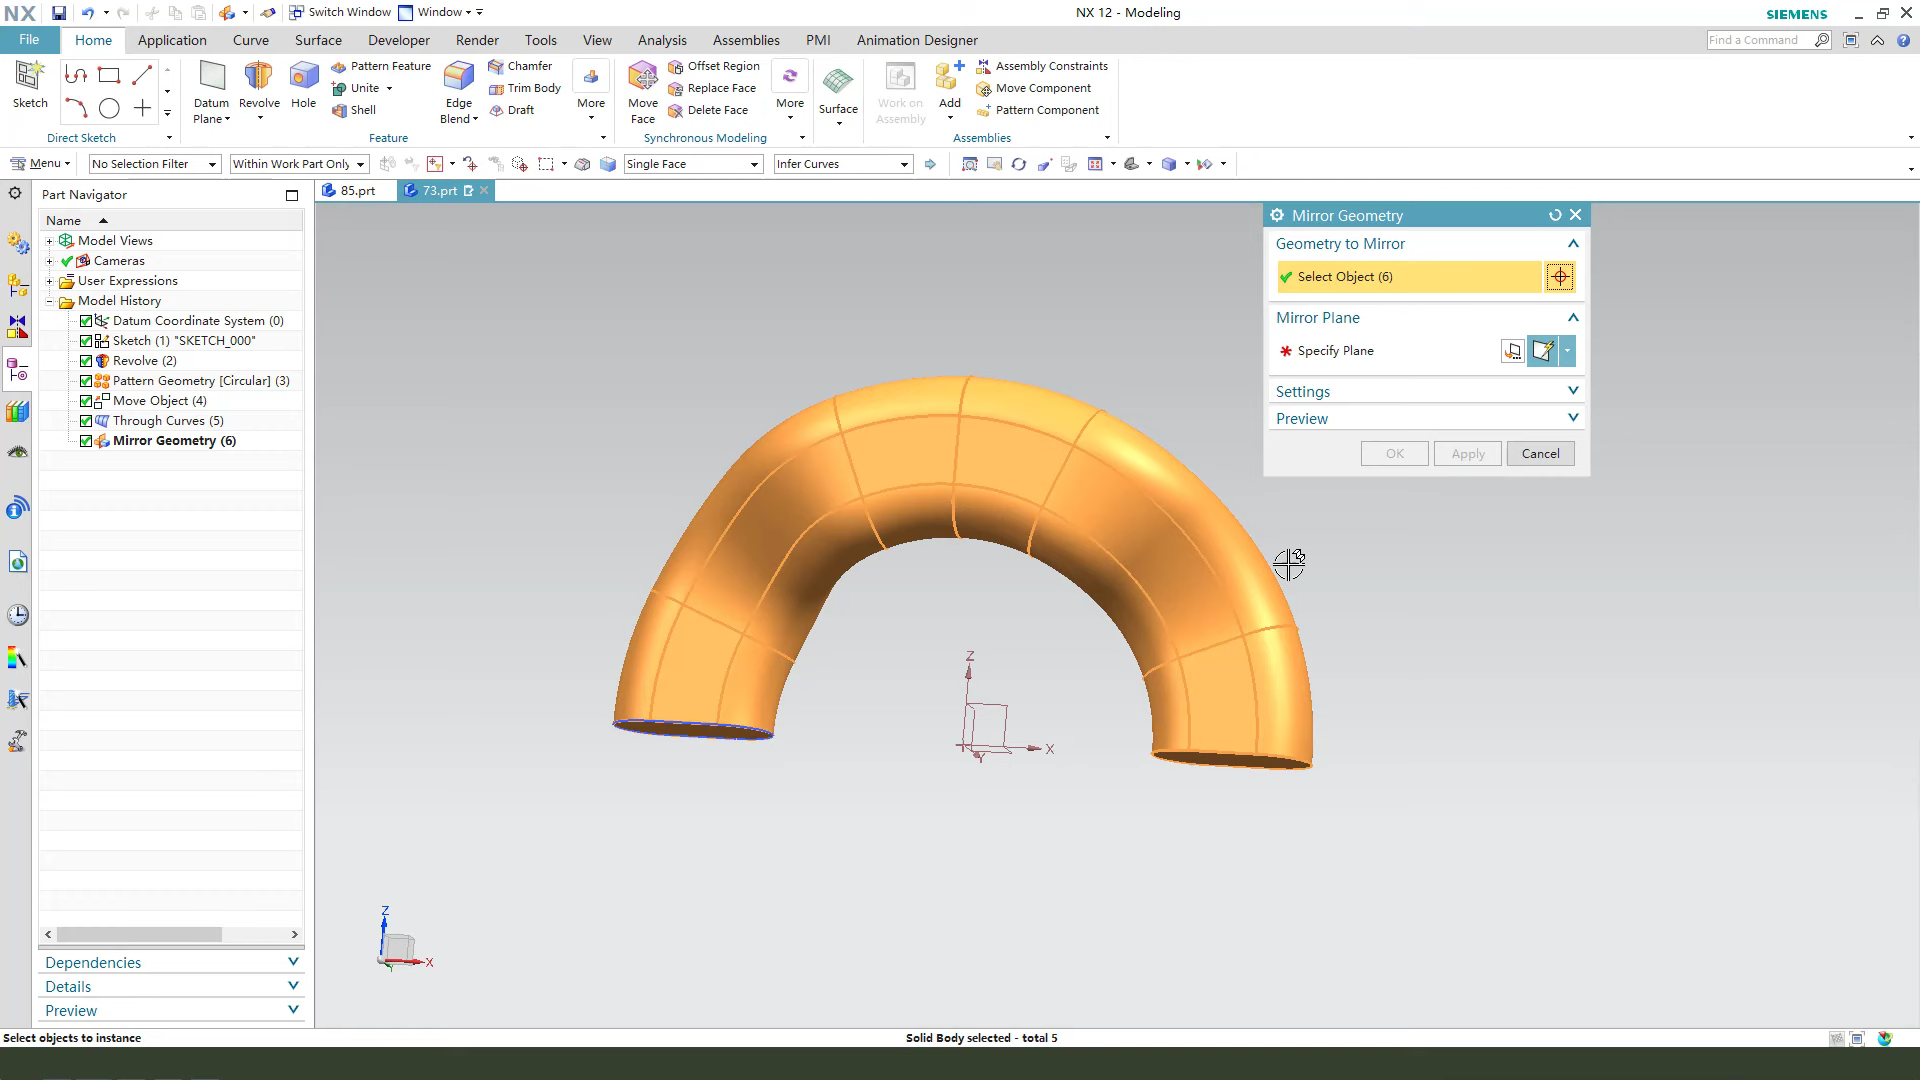 NX
Switch Window
Window
NX 12 - Modeling
SIEMENS
File
Home
Application
Curve
Surface
Developer
Render
Tools
View
Analysis
Assemblies
PMI
Animation Designer
Find a Command
Sketch
Direct Sketch
Datum Plane
Revolve
Hole
Pattern Feature
Unite
Shell
Edge Blend
Chamfer
Trim Body
Draft
More
Feature
Move Face
Offset Region
Replace Face
Delete Face
More
Synchronous Modeling
Surface
Work on Assembly
Add
Assembly Constraints
Move Component
Pattern Component
Assemblies
Menu
No Selection Filter
Within Work Part Only
Single Face
Infer Curves
Part Navigator
85.prt
73.prt
Name
Model Views
Cameras
User Expressions
Model History
Datum Coordinate System (0)
Sketch (1) "SKETCH_000"
Revolve (2)
Pattern Geometry [Circular] (3)
Move Object (4)
Through Curves (5)
Mirror Geometry (6)
Mirror Geometry
Geometry to Mirror
Select Object (6)
Mirror Plane
Specify Plane
Settings
Preview
OK
Apply
Cancel
Z
X
Y
Z
X
Dependencies
Details
Preview
Select objects to instance
Solid Body selected - total 5